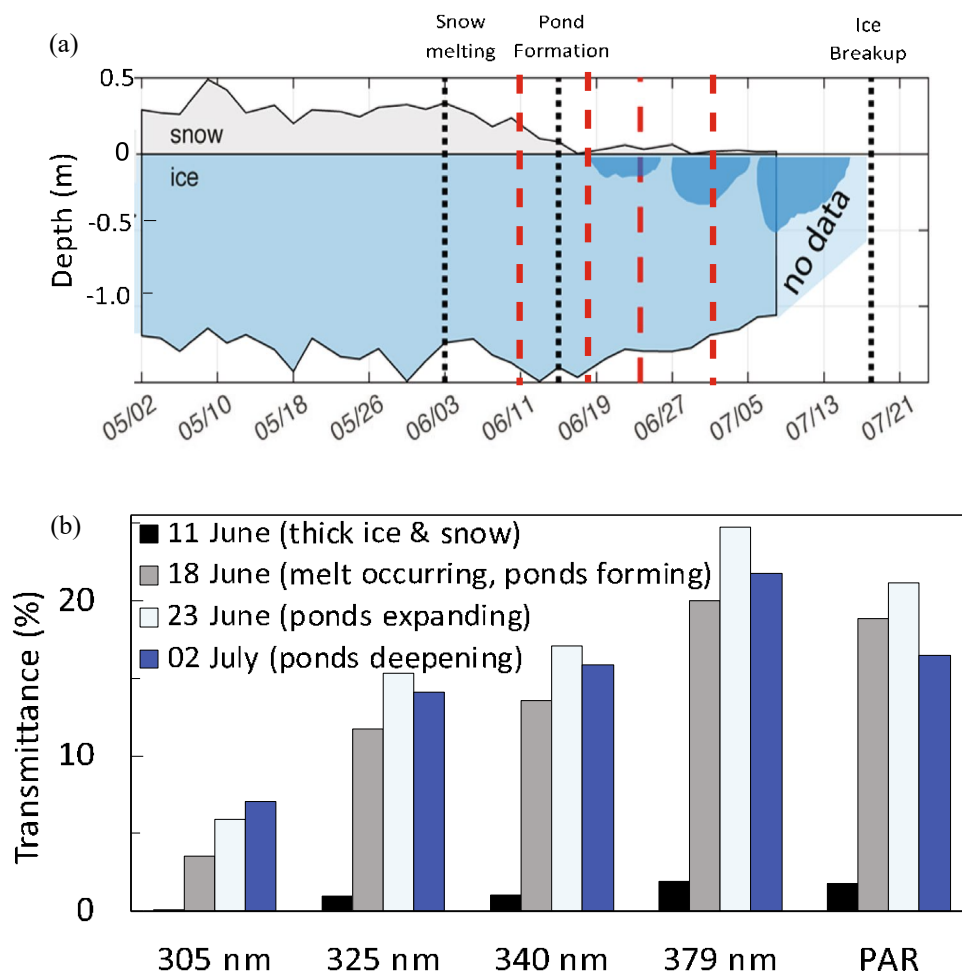 (a)
Snow melting
Pond Formation
Ice Breakup
Depth (m)
0.5
0
-0.5
-1.0
snow
ice
no data
05/02 05/10 05/18 05/26 06/03 06/11 06/19 06/27 07/05 07/13 07/21
(b)
Transmittance (%)
20
10
0
11 June (thick ice & snow)
18 June (melt occurring, ponds forming)
23 June (ponds expanding)
02 July (ponds deepening)
305 nm 325 nm 340 nm 379 nm PAR